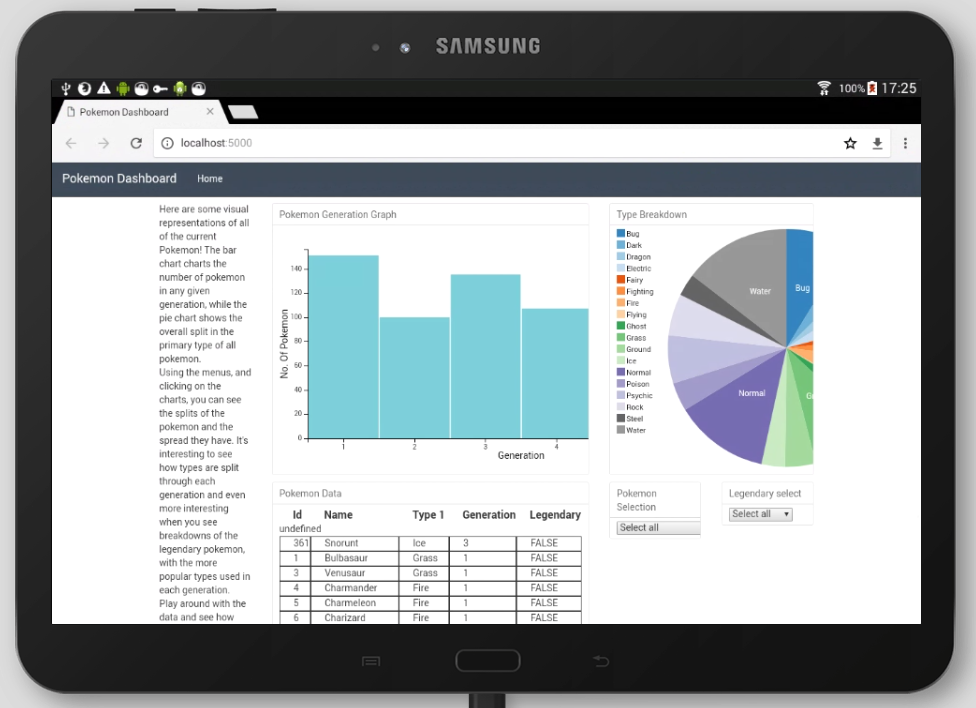 SAMSUNG
100% 17:25
Pokemon Dashboard ×
localhost:5000
Pokemon Dashboard Home
Here are some visual
representations of all
of the current
Pokemon! The bar
chart charts the
number of pokemon
in any given
generation, while the
pie chart shows the
overall split in the
primary type of all
pokemon.
Using the menus, and
clicking on the
charts, you can see
the splits of the
pokemon and the
spread they have. It's
interesting to see
how types are split
through each
generation and even
more interesting
when you see
breakdowns of the
legendary pokemon,
with the more
popular types used in
each generation.
Play around with the
data and see how
Pokemon Generation Graph
No. Of Pokemon
140
120
100
80
60
40
20
0
1 2 3 4
Generation
Type Breakdown
Bug
Dark
Dragon
Electric
Fairy
Fighting
Fire
Flying
Ghost
Grass
Ground
Ice
Normal
Poison
Psychic
Rock
Steel
Water
Water
Bug
Normal
G
Pokemon Data
Id Name Type 1 Generation Legendary
undefined
361 Snorunt Ice 3 FALSE
1 Bulbasaur Grass 1 FALSE
3 Venusaur Grass 1 FALSE
4 Charmander Fire 1 FALSE
5 Charmeleon Fire 1 FALSE
6 Charizard Fire 1 FALSE
Pokemon
Selection
Select all
Legendary select
Select all